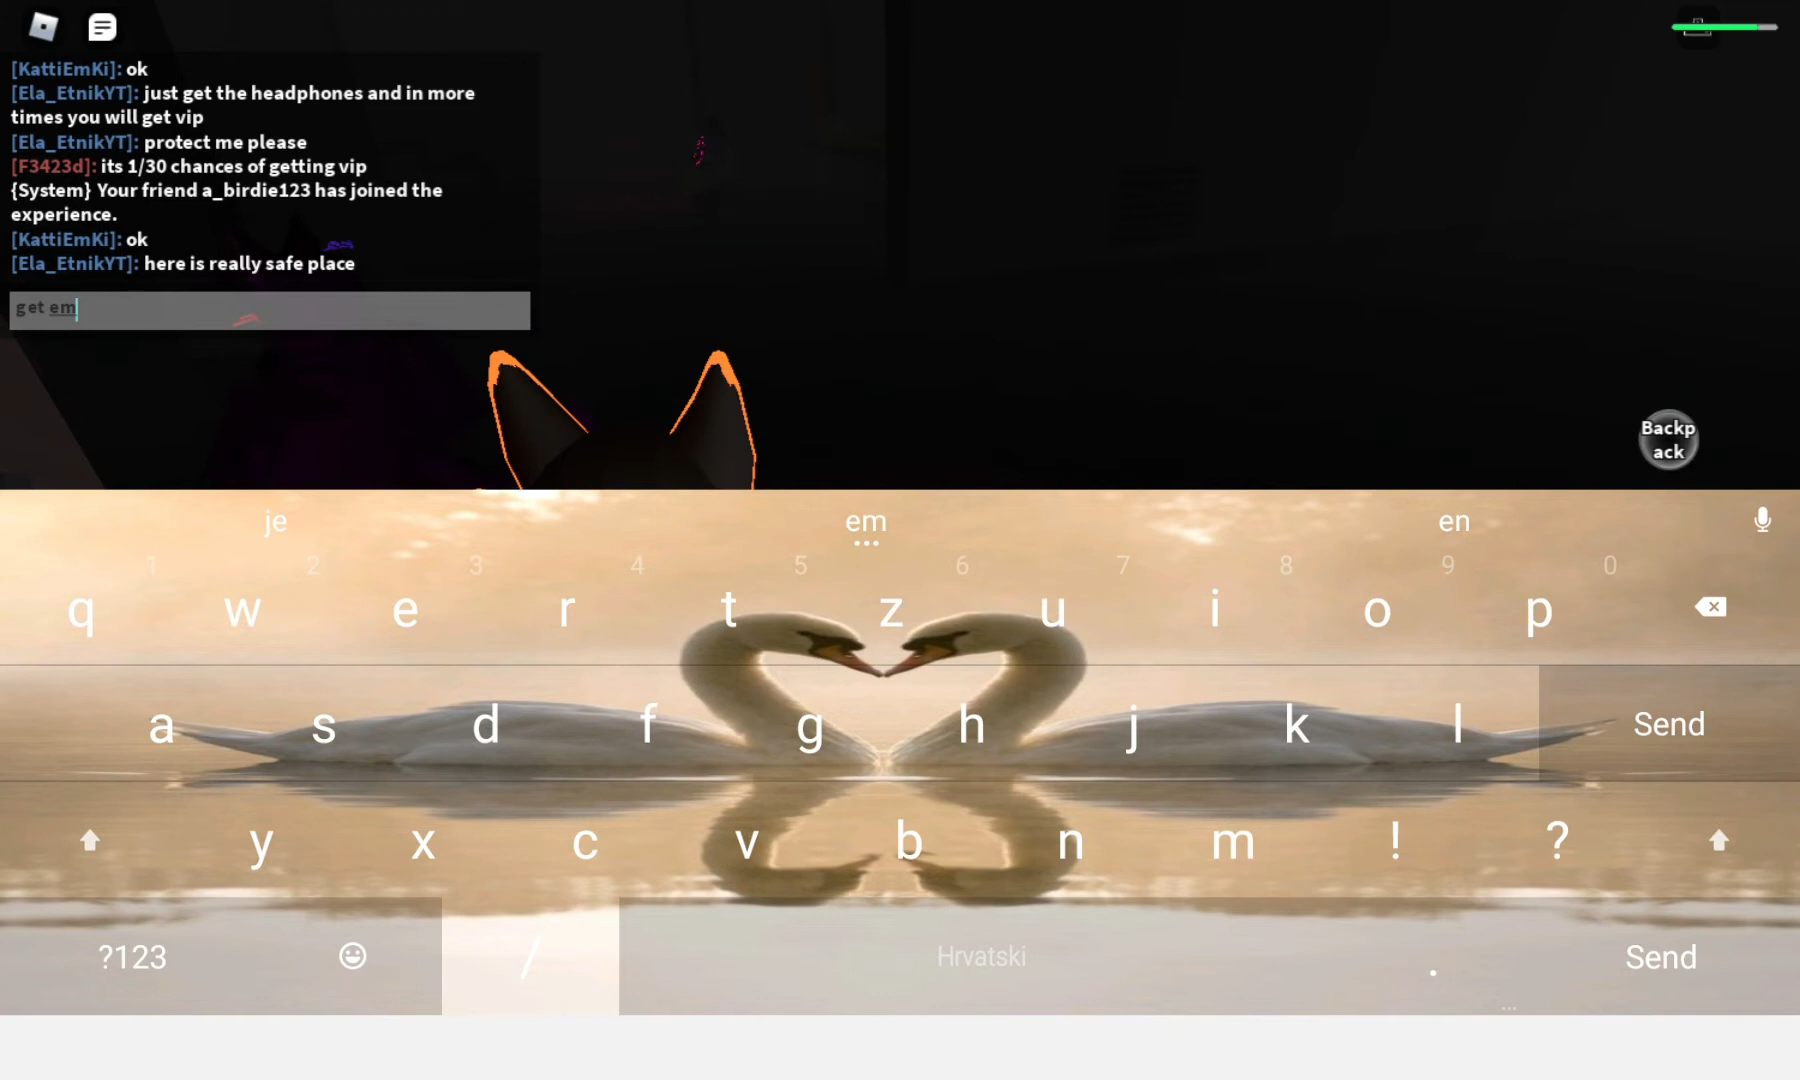 [KattiEmKi]: ok
[Ela_EtnikYT]: just get the headphones and in more
times you will get vip
[Ela_EtnikYT]: protect me please
[F3423d]: its 1/30 chances of getting vip
{System} Your friend a_birdie123 has joined the
experience.
[KattiEmKi]: ok
[Ela_EtnikYT]: here is really safe place
get em
Backp
ack
je em en
1 2 3 4 5 6 7 8 9 0
q w e r t z u i o p
a s d f g h j k l Send
y x c v b n m ! ?
?123 / Hrvatski . Send